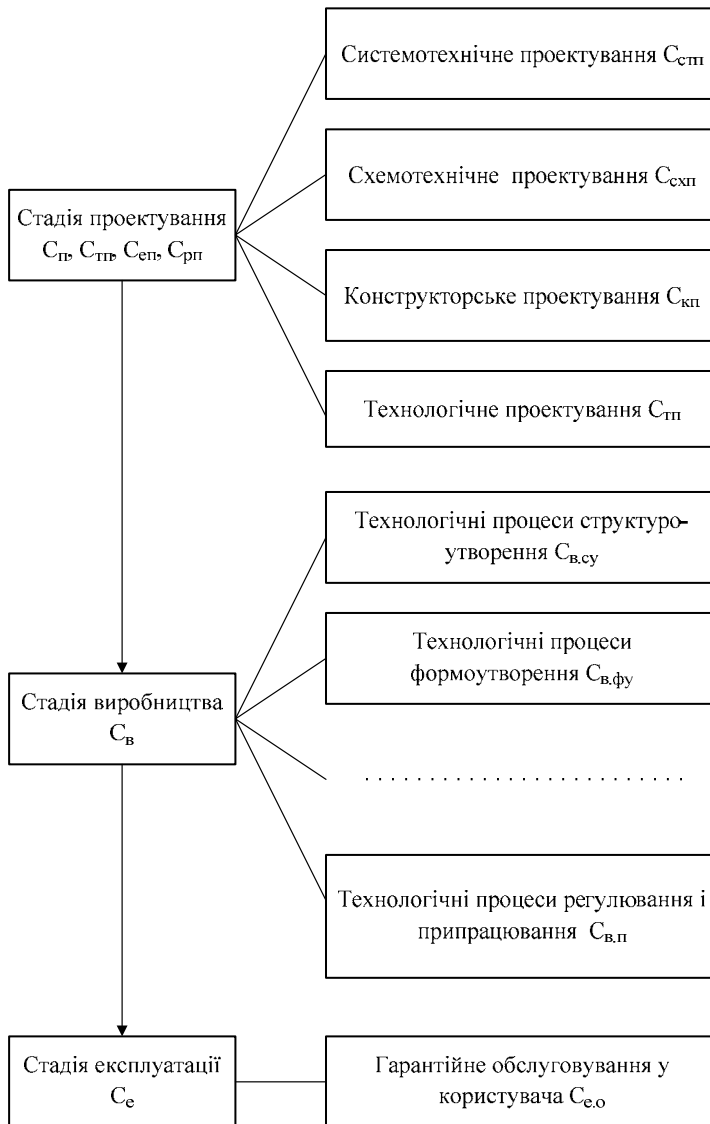 Системотехнічне проектування Сстп
Схемотехнічне проектування Ссхп
Стадія проектування
Сп, Стп, Сеп, Срп
Конструкторське проектування Скп
Технологічне проектування Стп
Технологічні процеси структуро-
утворення Св.су
Технологічні процеси
формоутворення Св.фу
Стадія виробництва
Св
. . . . . . . . . . . . . . . . . . . . . . . . . .
Технологічні процеси регулювання і
припрацювання Св.п
Стадія експлуатації
Се
Гарантійне обслуговування у
користувача Се.о